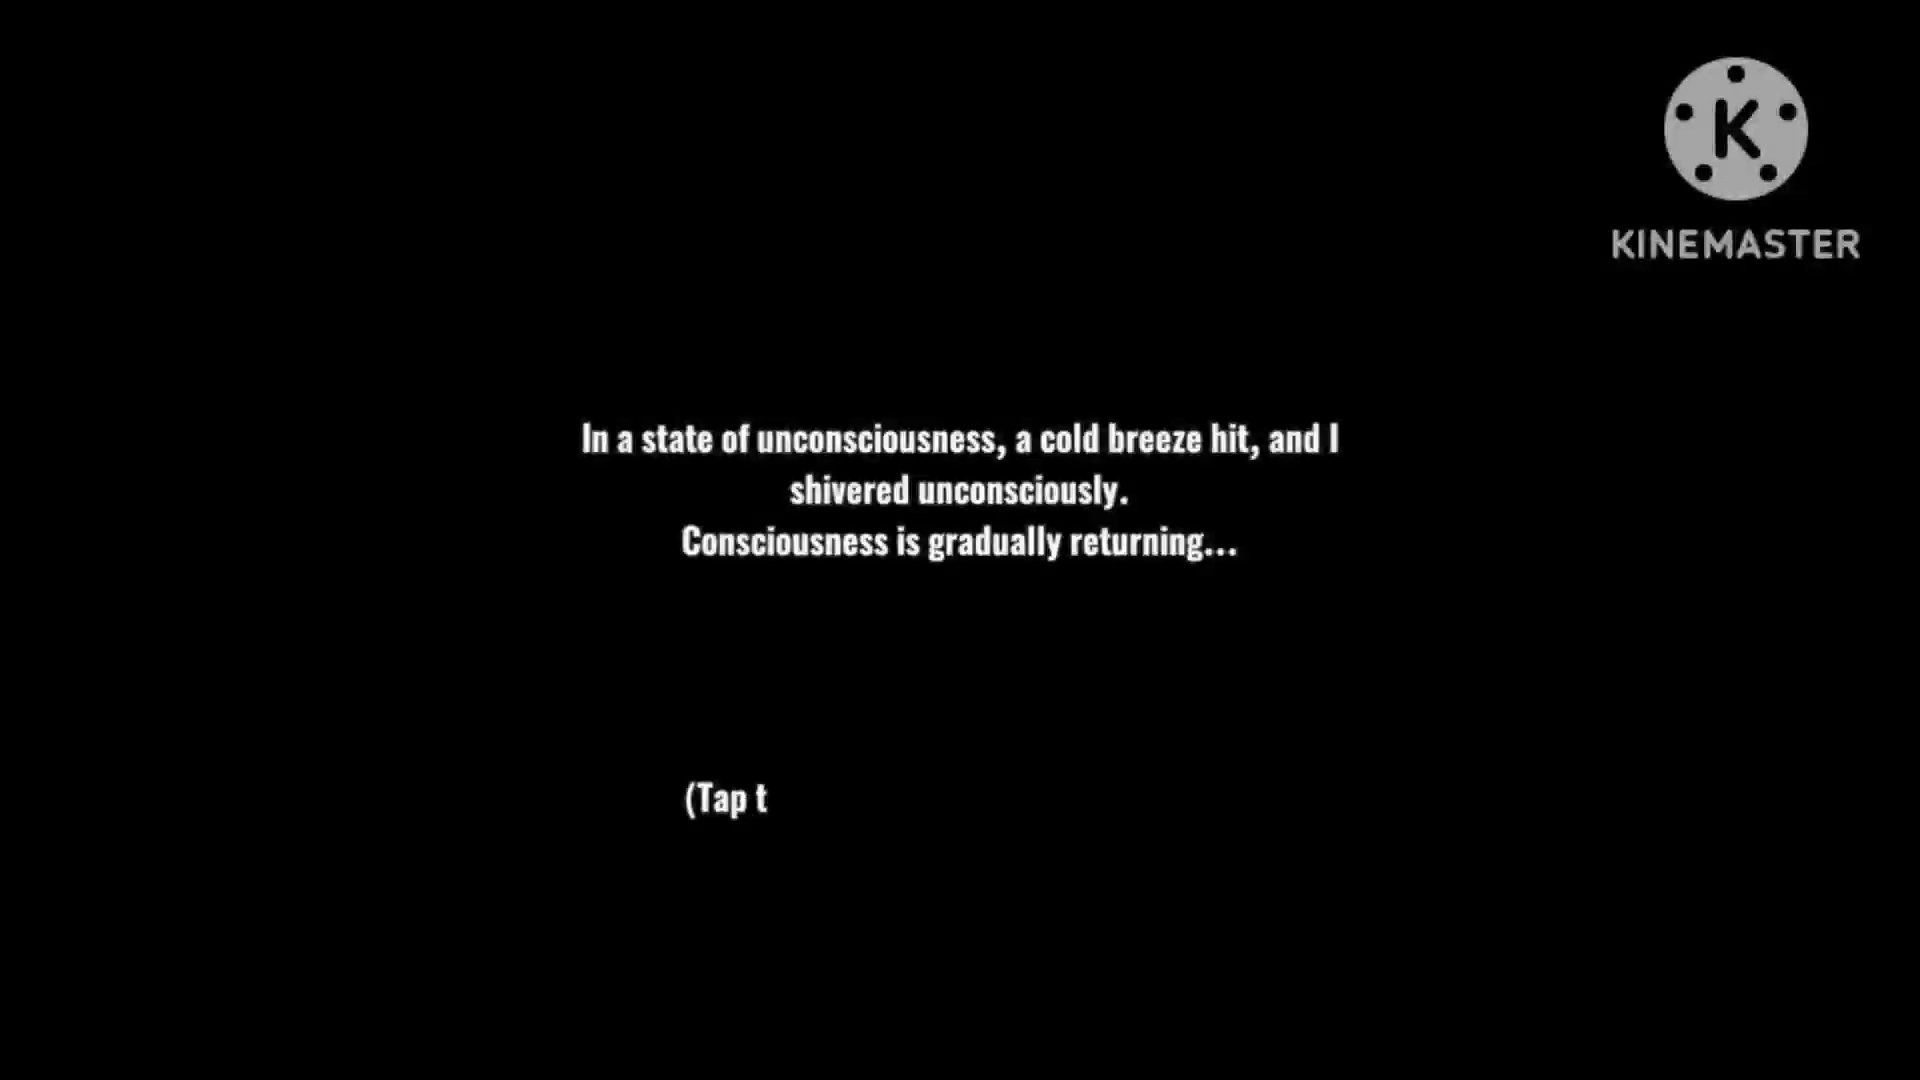 K
KINEMASTER
In a state of unconsciousness, a cold breeze hit, and I
shivered unconsciously.
Consciousness is gradually returning...
(Tap t